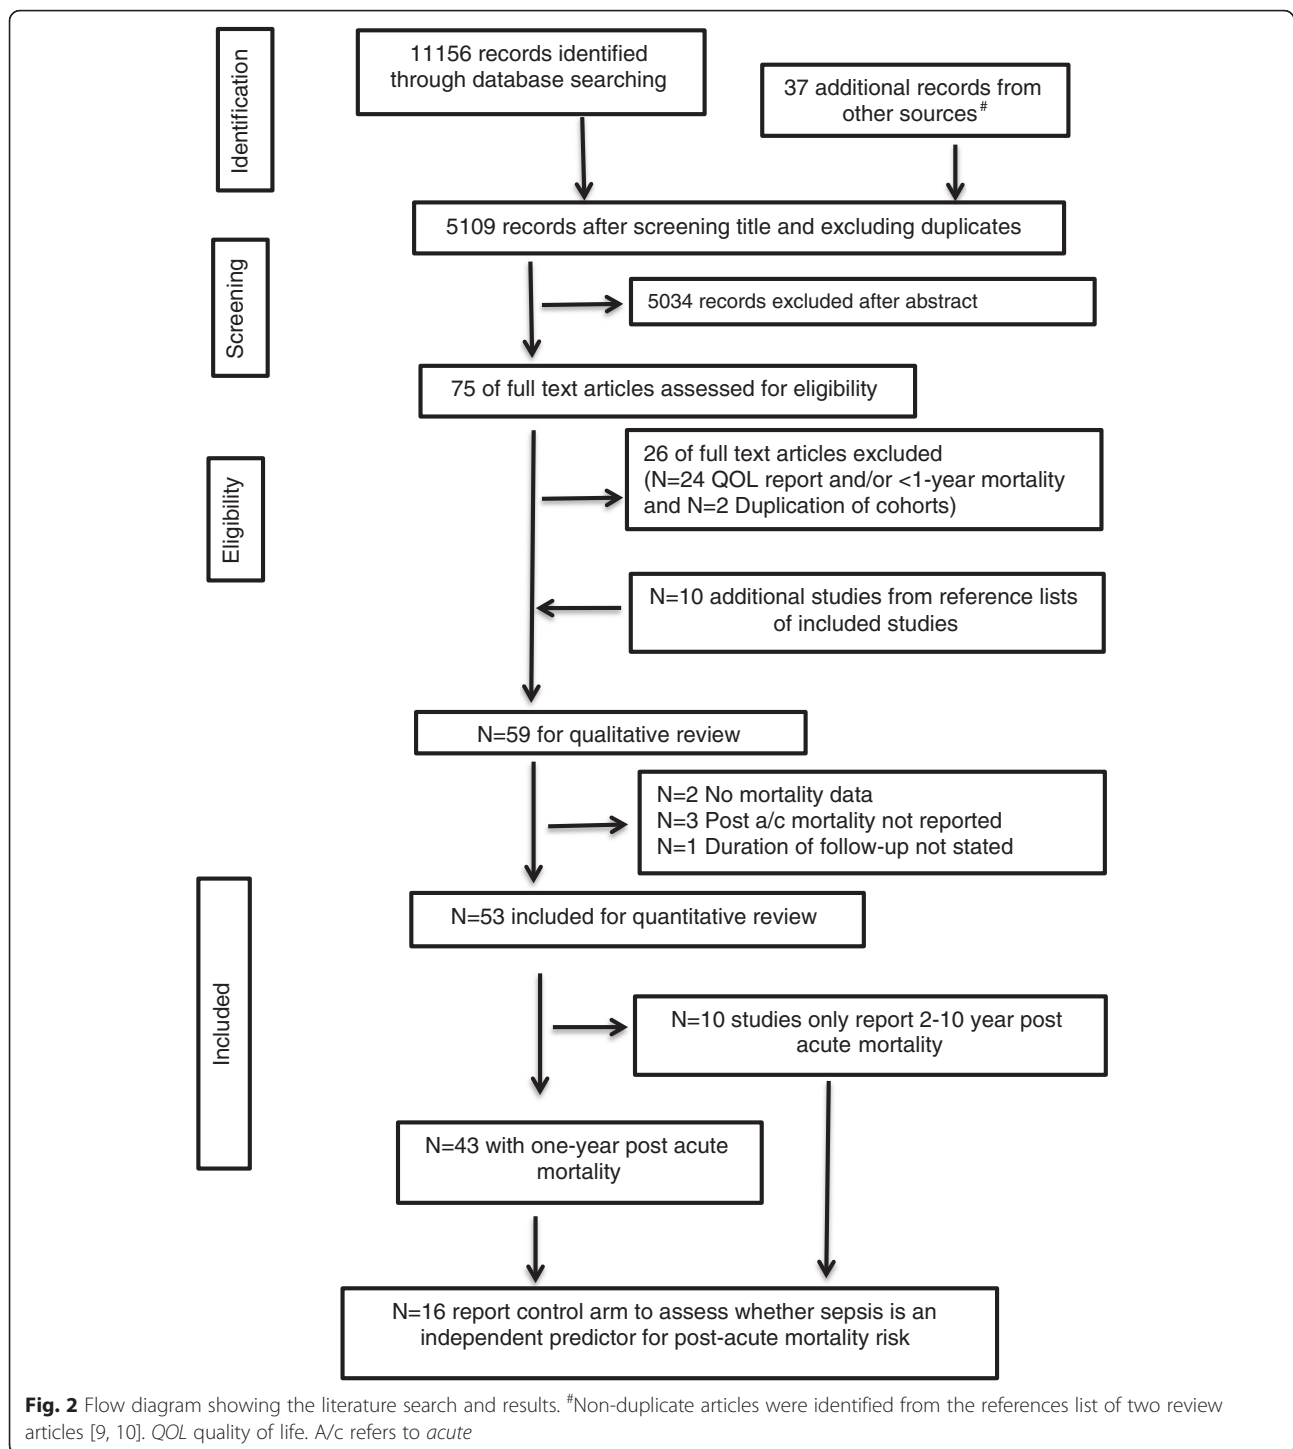 Identification
11156 records identified
through database searching
37 additional records from
other sources#
5109 records after screening title and excluding duplicates
Screening
5034 records excluded after abstract
75 of full text articles assessed for eligibility
Eligibility
26 of full text articles excluded
(N=24 QOL report and/or <1-year mortality
and N=2 Duplication of cohorts)
N=10 additional studies from reference lists
of included studies
N=59 for qualitative review
N=2 No mortality data
N=3 Post a/c mortality not reported
N=1 Duration of follow-up not stated
Included
N=53 included for quantitative review
N=10 studies only report 2-10 year post
acute mortality
N=43 with one-year post acute
mortality
N=16 report control arm to assess whether sepsis is an
independent predictor for post-acute mortality risk
Fig. 2 Flow diagram showing the literature search and results. #Non-duplicate articles were identified from the references list of two review
articles [9, 10]. QOL quality of life. A/c refers to acute